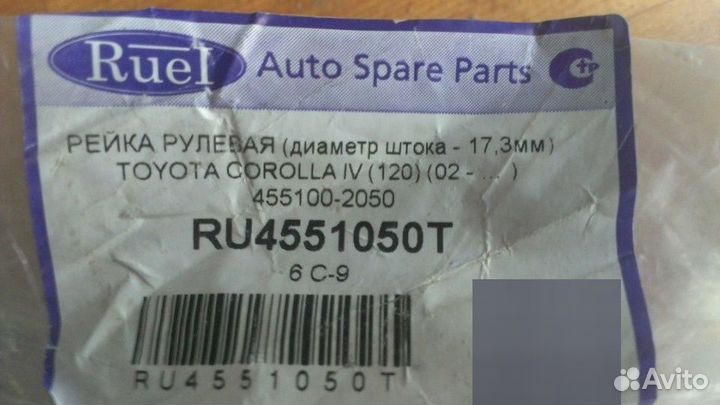 Ruel Auto Spare Parts
РЕЙКА РУЛЕВАЯ (диаметр штока - 17,3мм)
TOYOTA COROLLA IV (120) (02 - ... )
455100-2050
RU4551050T
6 C-9
RU4551050T
Avito